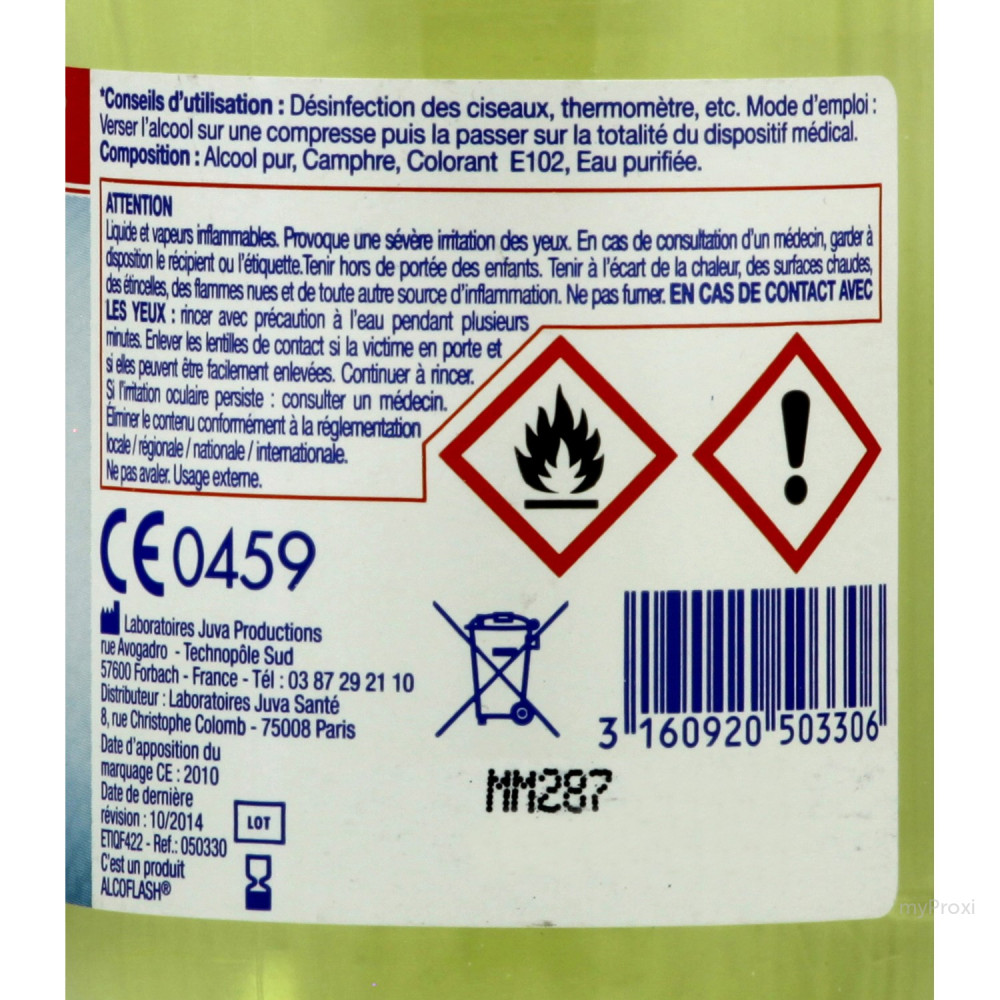 *Conseils d'utilisation : Désinfection des ciseaux, thermomètre, etc. Mode d'emploi :
Verser l'alcool sur une compresse puis la passer sur la totalité du dispositif médical.
Composition : Alcool pur, Camphre, Colorant E102, Eau purifiée.
ATTENTION
Liquide et vapeurs inflammables. Provoque une sévère irritation des yeux. En cas de consultation d'un médecin, garder à
disposition le récipient ou l'étiquette.Tenir hors de portée des enfants. Tenir à l'écart de la chaleur, des surfaces chaudes,
des étincelles, des flammes nues et de toute autre source d'inflammation. Ne pas fumer. EN CAS DE CONTACT AVEC
LES YEUX : rincer avec précaution à l'eau pendant plusieurs
minutes. Enlever les lentilles de contact si la victime en porte et
si elles peuvent être facilement enlevées. Continuer à rincer.
Si l'irritation oculaire persiste : consulter un médecin.
Éliminer le contenu conformément à la réglementation
locale / régionale / nationale / internationale.
Ne pas avaler. Usage externe.
CE 0459
Laboratoires Juva Productions
rue Avogadro - Technopôle Sud
57600 Forbach - France - Tél : 03 87 29 21 10
Distributeur : Laboratoires Juva Santé
8, rue Christophe Colomb - 75008 Paris
Date d'apposition du
marquage CE : 2010
Date de dernière
révision : 10/2014
ETIQF422 - Ref.: 050330
C'est un produit
ALCOFLASH®
LOT
3 160920 503306
MM287
myProxi